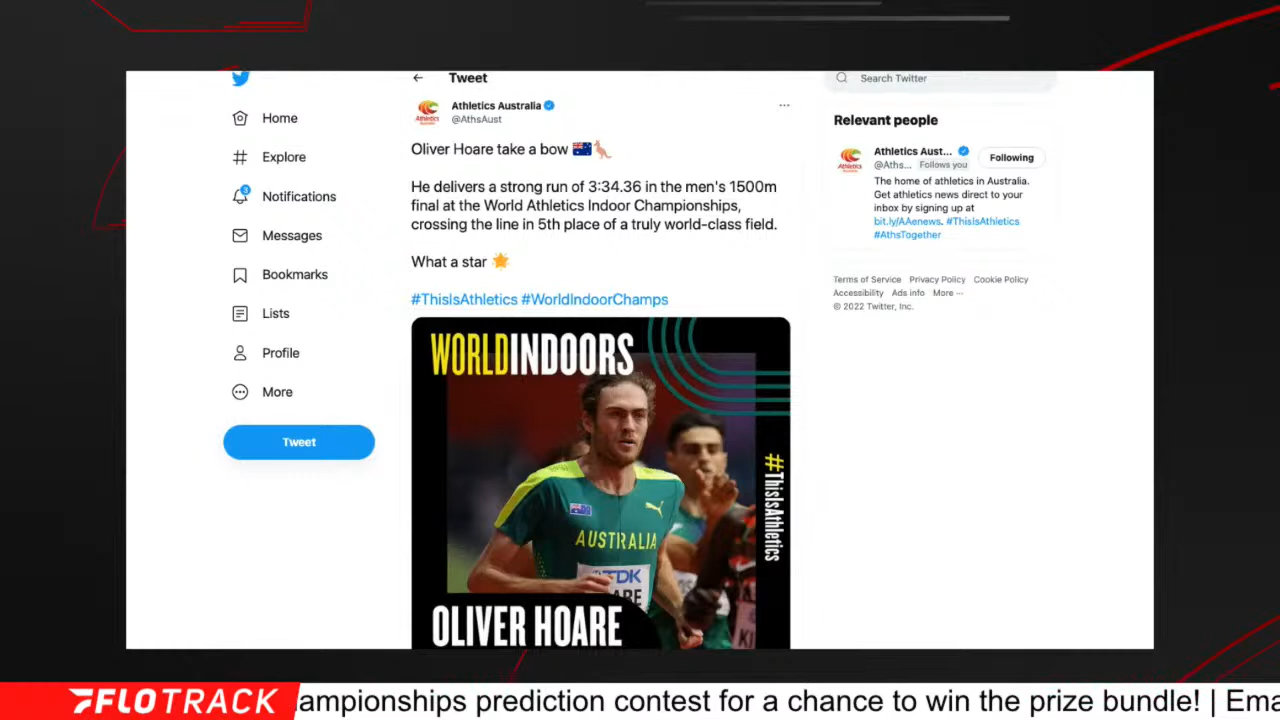 Tweet
Search Twitter
Home
Explore
Notifications
3
Messages
Bookmarks
Lists
Profile
More
Tweet
Athletics Australia
@AthsAust
Oliver Hoare take a bow
He delivers a strong run of 3:34.36 in the men's 1500m
final at the World Athletics Indoor Championships,
crossing the line in 5th place of a truly world-class field.
What a star
#ThisIsAthletics #WorldIndoorChamps
WORLDINDOORS
#ThisIsAthletics
AUSTRALIA
TDK
ARE
KI
OLIVER HOARE
Relevant people
Athletics Aust...
@Aths... Follows you
Following
The home of athletics in Australia.
Get athletics news direct to your
inbox by signing up at
bit.ly/AAenews. #ThisIsAthletics
#AthsTogether
Terms of Service Privacy Policy Cookie Policy
Accessibility Ads info More ...
© 2022 Twitter, Inc.
FLOTRACK
ampionships prediction contest for a chance to win the prize bundle! | Ema